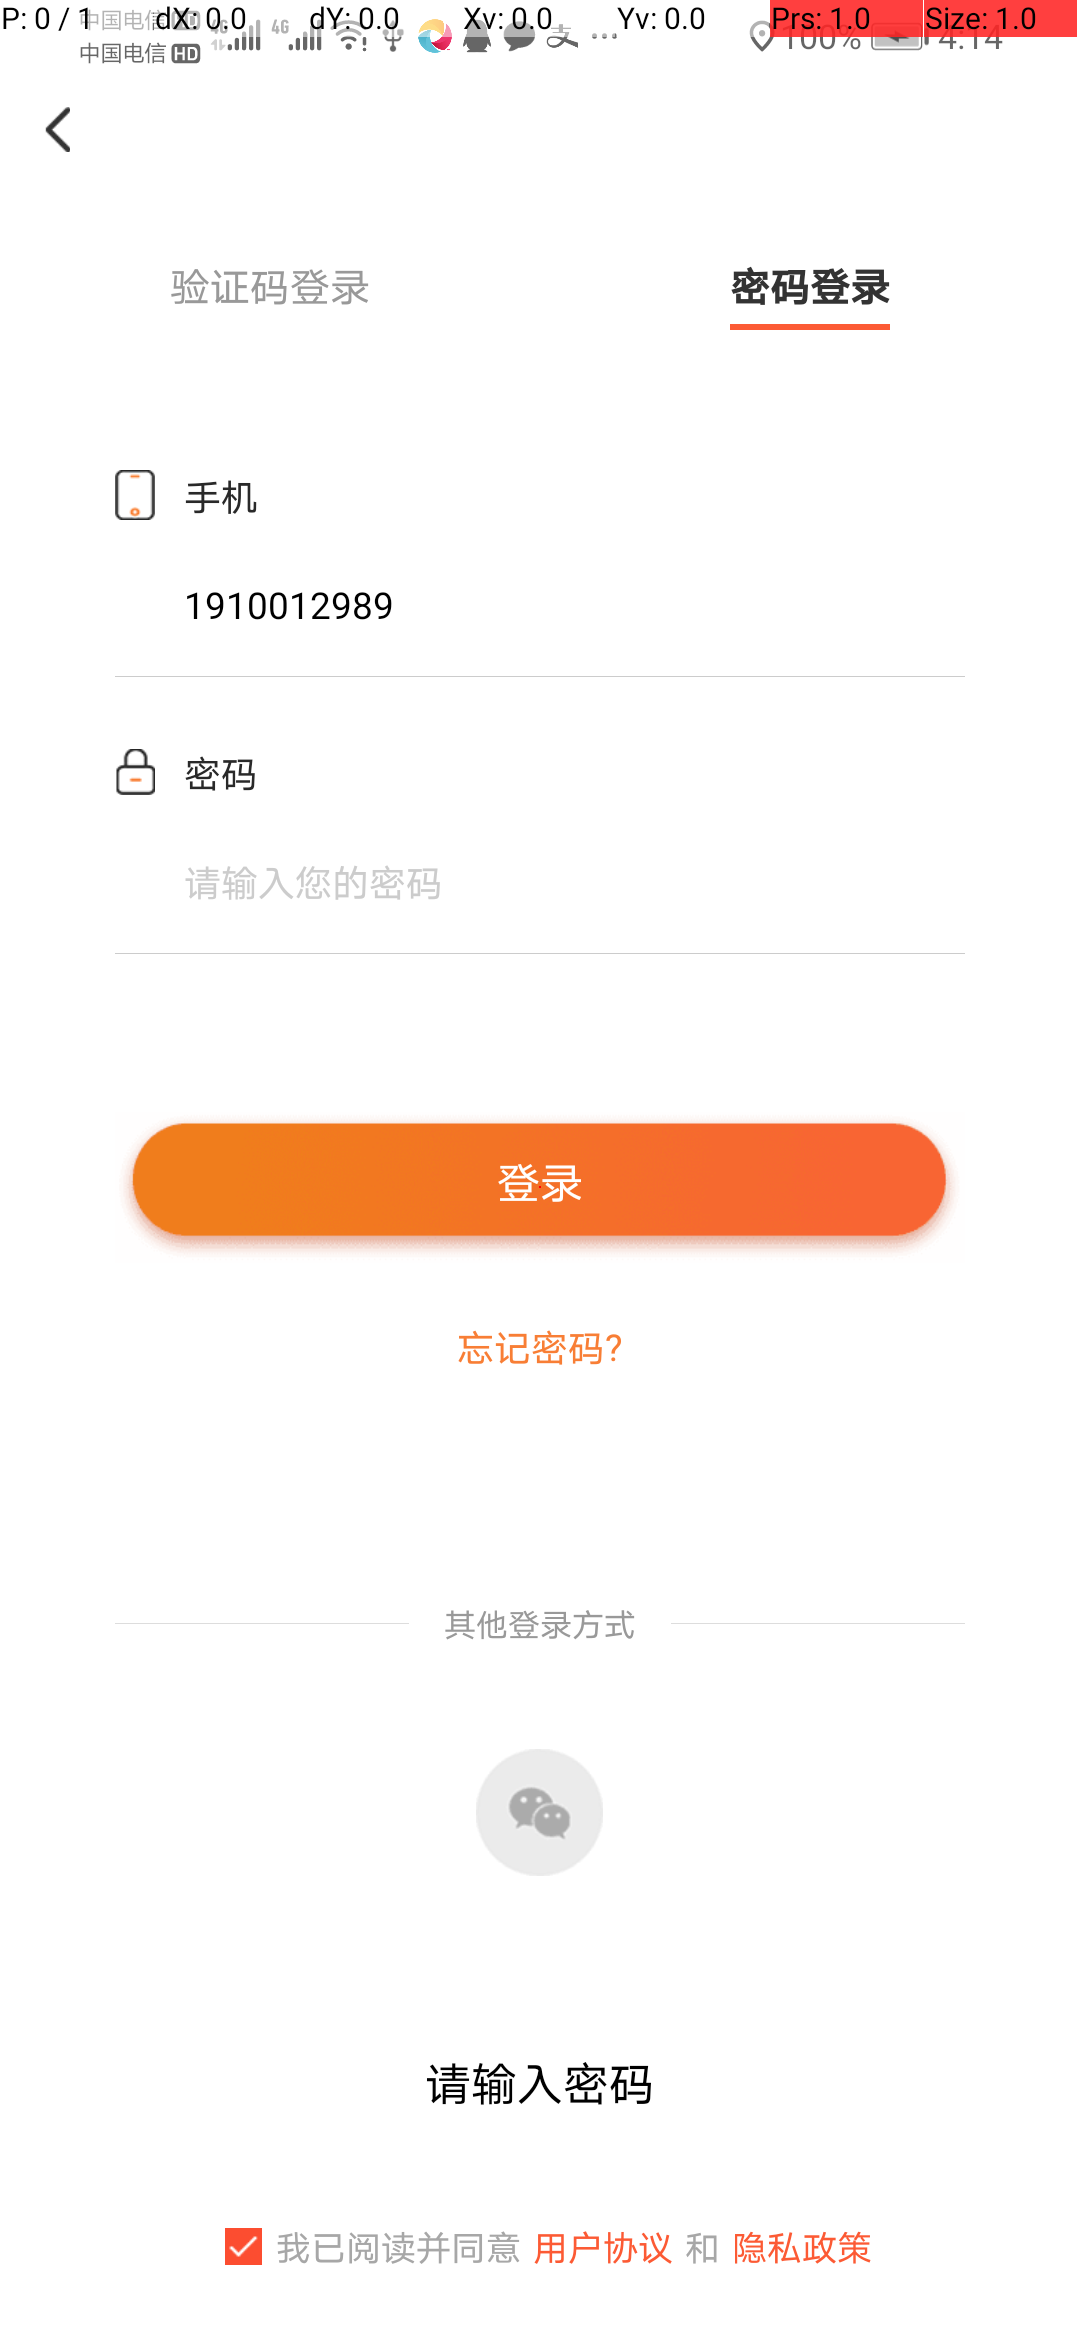 P: 0 / 1 dX: 0.0 dY: 0.0 Xv: 0.0 Yv: 0.0 Prs: 1.0 Size: 1.0
中国电信 HD 4G 4G 100% 4:14
中国电信 HD
验证码登录 密码登录
手机
1910012989
密码
请输入您的密码
登录
忘记密码?
其他登录方式
请输入密码
我已阅读并同意 用户协议 和 隐私政策